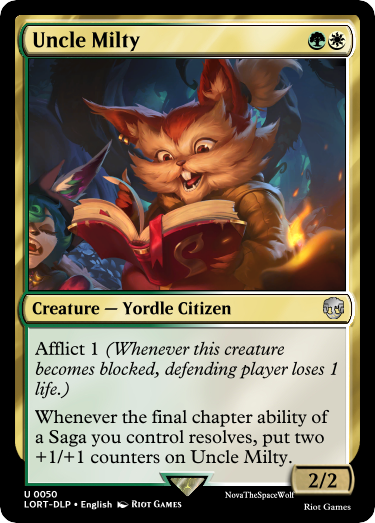 Uncle Milty
Creature — Yordle Citizen
Afflict 1 (Whenever this creature
becomes blocked, defending player loses 1
life.)
Whenever the final chapter ability of
a Saga you control resolves, put two
+1/+1 counters on Uncle Milty.
2/2
U 0050
LORT-DLP • English Riot Games
NovaTheSpaceWolf
Riot Games